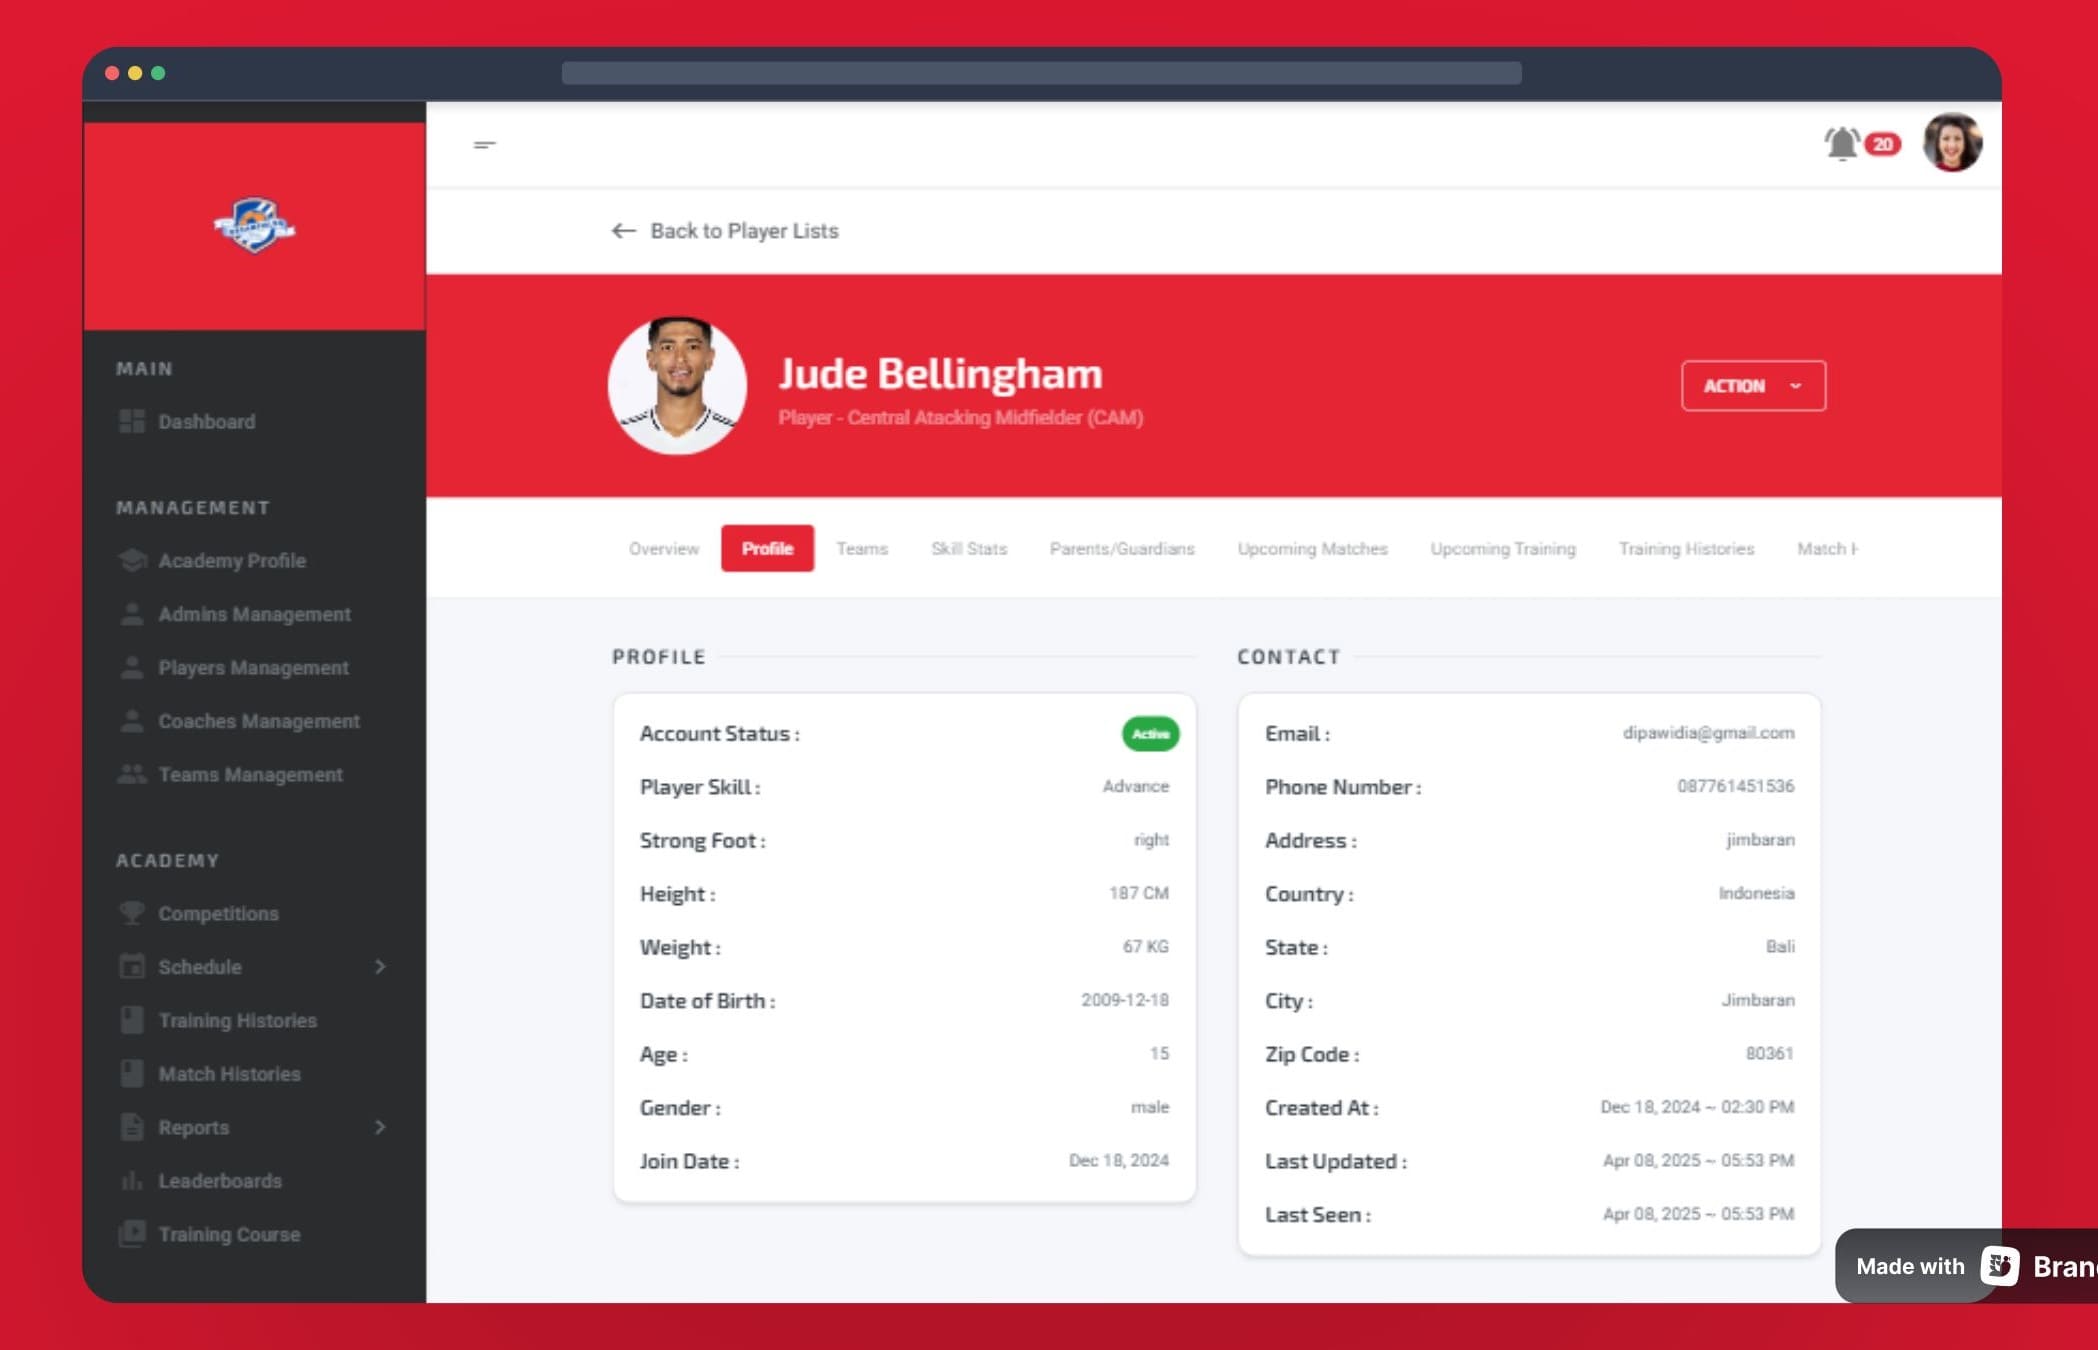 20
Back to Player Lists
Jude Bellingham
Player - Central Atacking Midfielder (CAM)
ACTION
MAIN
Dashboard
MANAGEMENT
Academy Profile
Admins Management
Players Management
Coaches Management
Teams Management
ACADEMY
Competitions
Schedule
Training Histories
Match Histories
Reports
Leaderboards
Training Course
Overview Profile Teams Skill Stats Parents/Guardians Upcoming Matches Upcoming Training Training Histories Match H
PROFILE
Account Status : Active
Player Skill : Advance
Strong Foot : right
Height : 187 CM
Weight : 67 KG
Date of Birth : 2009-12-18
Age : 15
Gender : male
Join Date : Dec 18, 2024
CONTACT
Email : dipawidia@gmail.com
Phone Number : 087761451536
Address : jimbaran
Country : Indonesia
State : Bali
City : Jimbaran
Zip Code : 80361
Created At : Dec 18, 2024 ~ 02:30 PM
Last Updated : Apr 08, 2025 ~ 05:53 PM
Last Seen : Apr 08, 2025 ~ 05:53 PM
Made with Bran